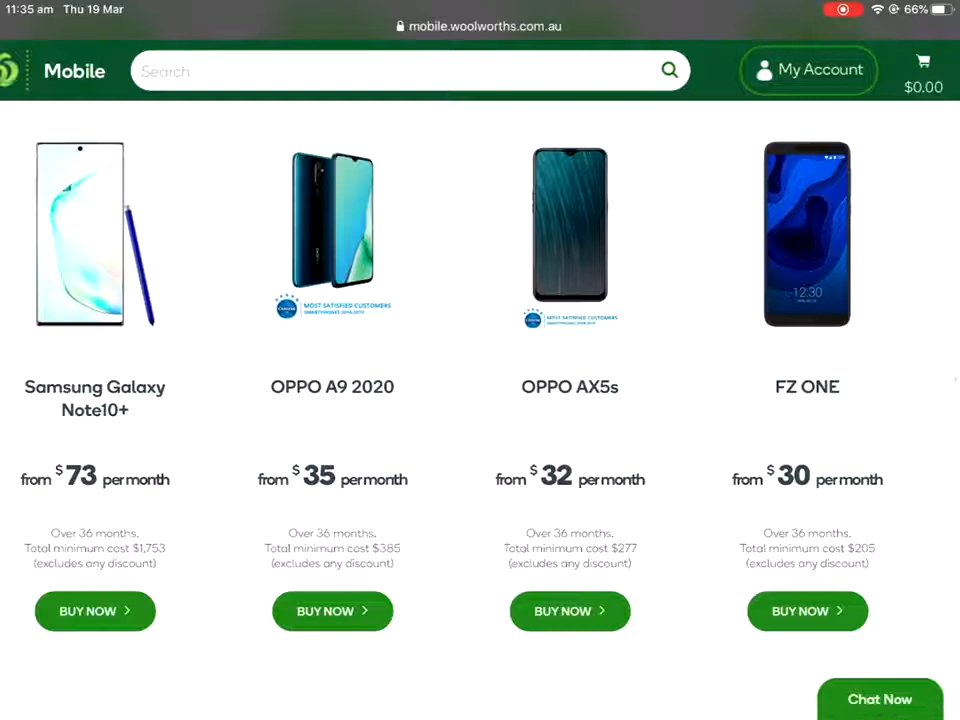 11:35 am Thu 19 Mar
66%
mobile.woolworths.com.au
Mobile
Search
My Account
$0.00
MOST SATISFIED CUSTOMERS
MOST SATISFIED CUSTOMERS
12:30
Samsung Galaxy
Note10+
OPPO A9 2020
OPPO AX5s
FZ ONE
from $73 per month
from $35 per month
from $32 per month
from $30 per month
Over 36 months.
Total minimum cost $1,753
(excludes any discount)
Over 36 months.
Total minimum cost $385
(excludes any discount)
Over 36 months.
Total minimum cost $277
(excludes any discount)
Over 36 months.
Total minimum cost $205
(excludes any discount)
BUY NOW
BUY NOW
BUY NOW
BUY NOW
Chat Now